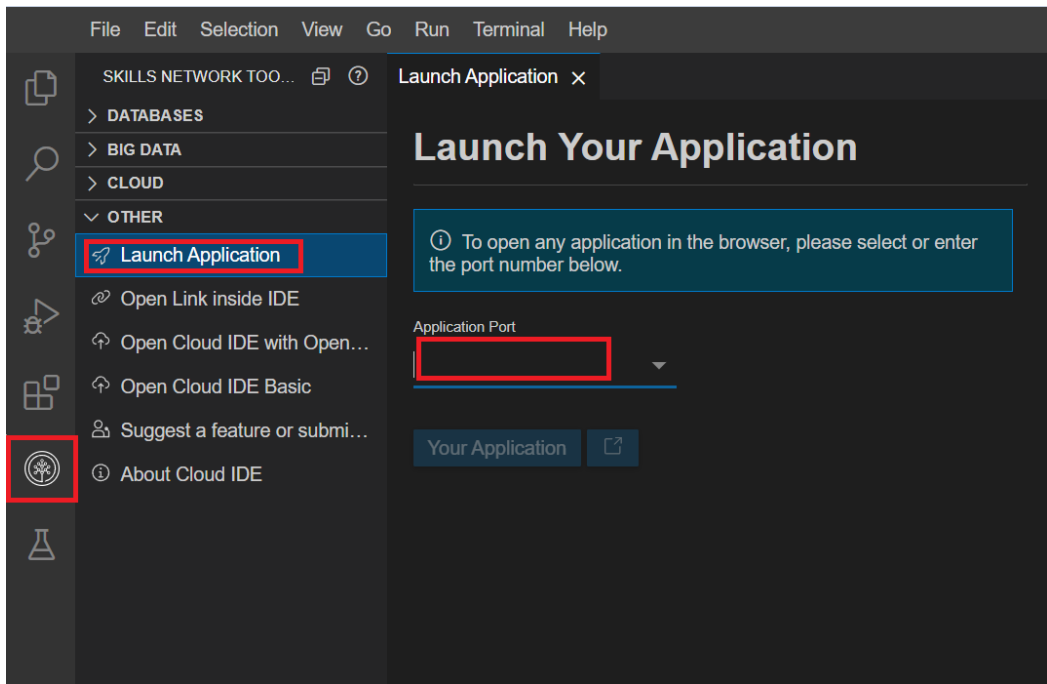 File Edit Selection View Go Run Terminal Help
SKILLS NETWORK TOO...
Launch Application
DATABASES
BIG DATA
CLOUD
OTHER
Launch Application
Open Link inside IDE
Open Cloud IDE with Open...
Open Cloud IDE Basic
Suggest a feature or submi...
About Cloud IDE
Launch Your Application
To open any application in the browser, please select or enter
the port number below.
Application Port
Your Application